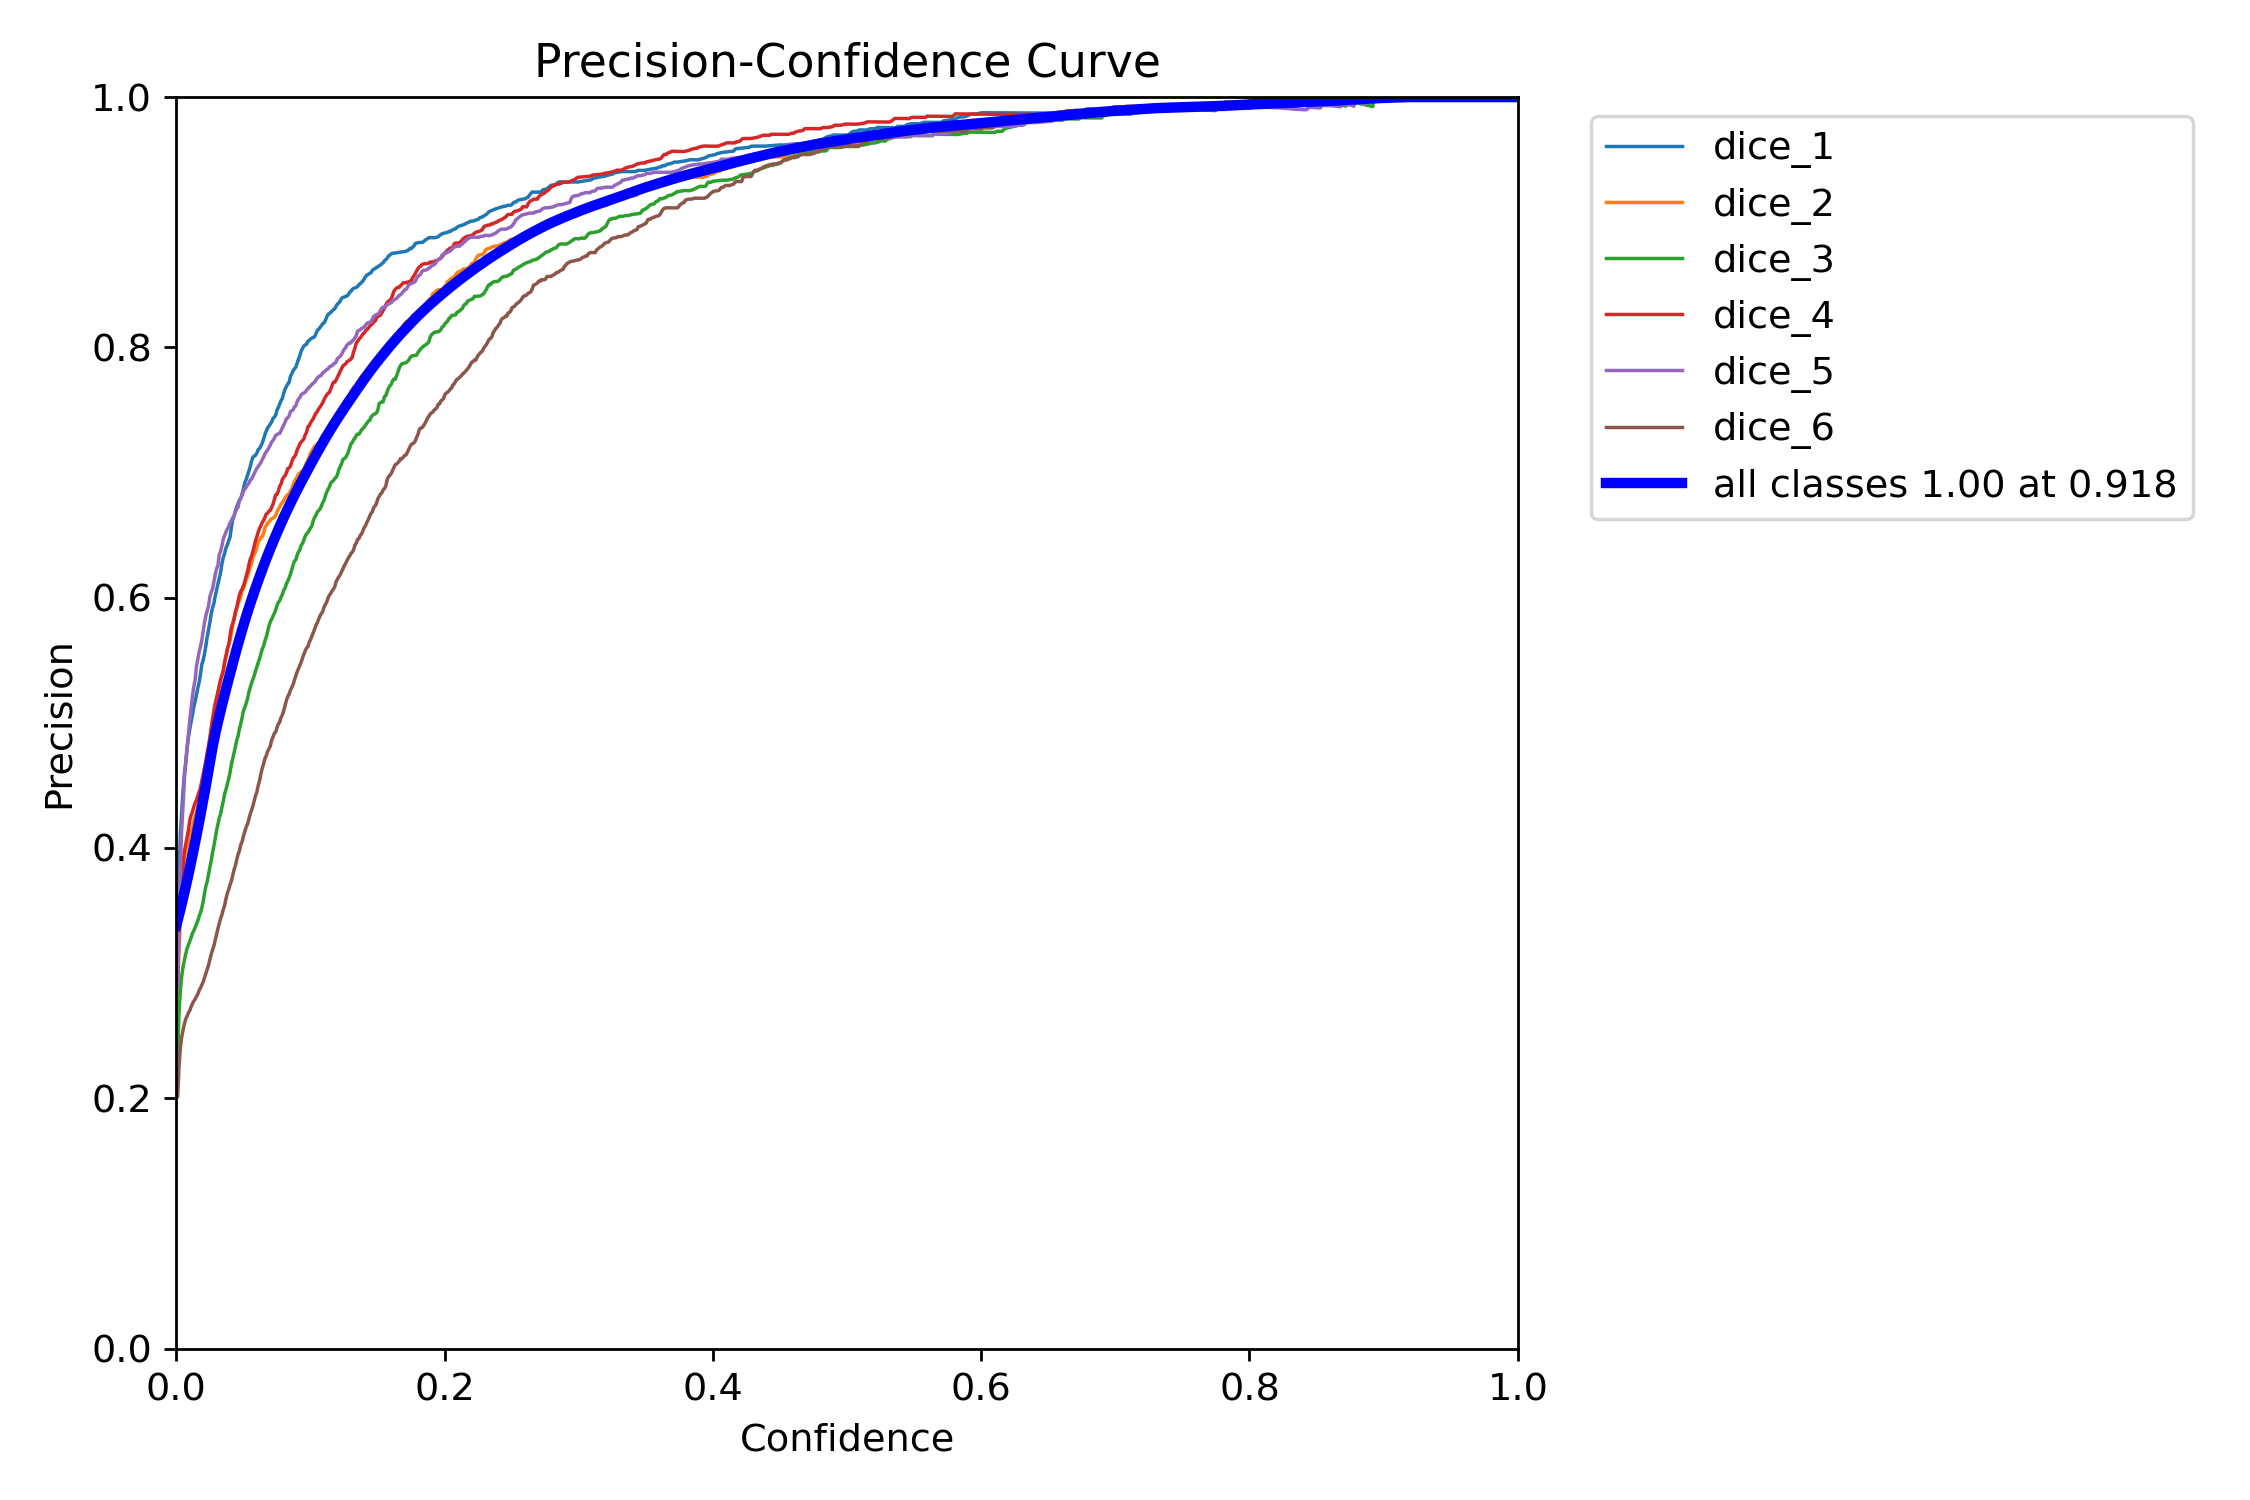 Precision-Confidence Curve
1.0
0.8
0.6
0.4
0.2
0.0
Precision
0.0 0.2 0.4 0.6 0.8 1.0
Confidence
dice_1
dice_2
dice_3
dice_4
dice_5
dice_6
all classes 1.00 at 0.918